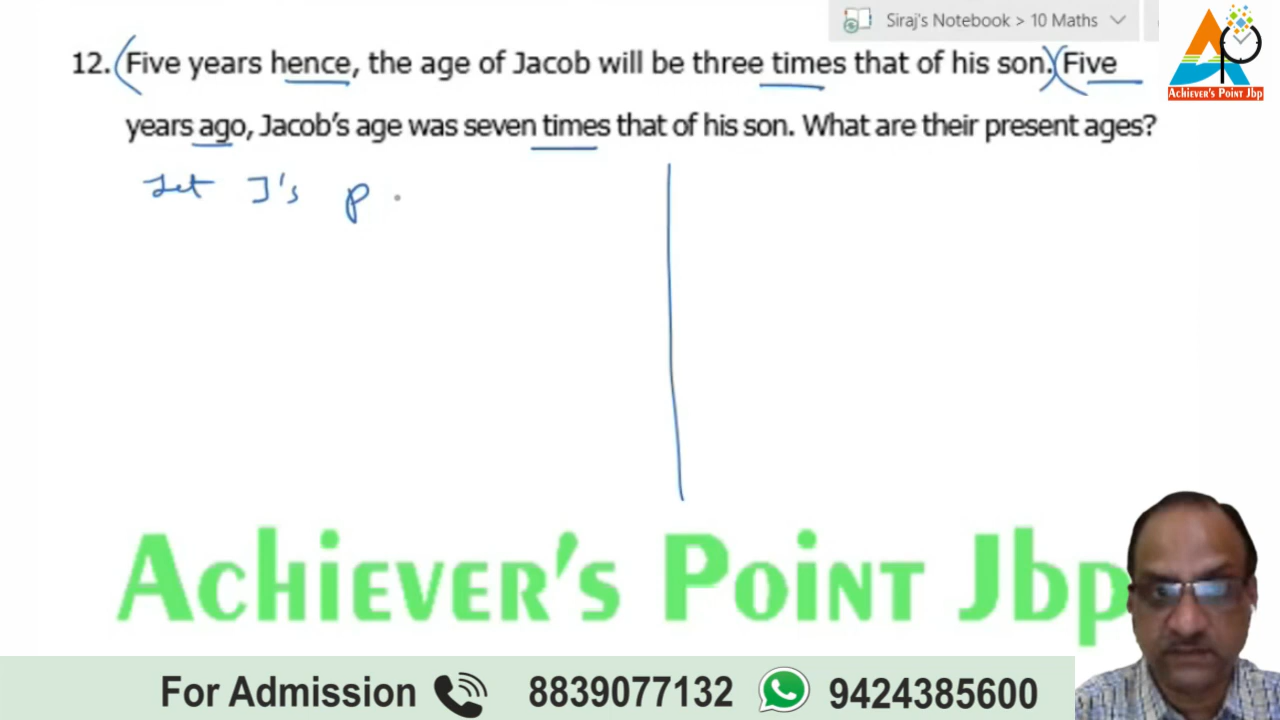 Siraj's Notebook > 10 Maths
12. Five years hence, the age of Jacob will be three times that of his son. Five
years ago, Jacob's age was seven times that of his son. What are their present ages?
Let J's p
ACHIEVER'S POINT Jbp
ACHIEVER'S POINT Jbp
For Admission 8839077132 9424385600